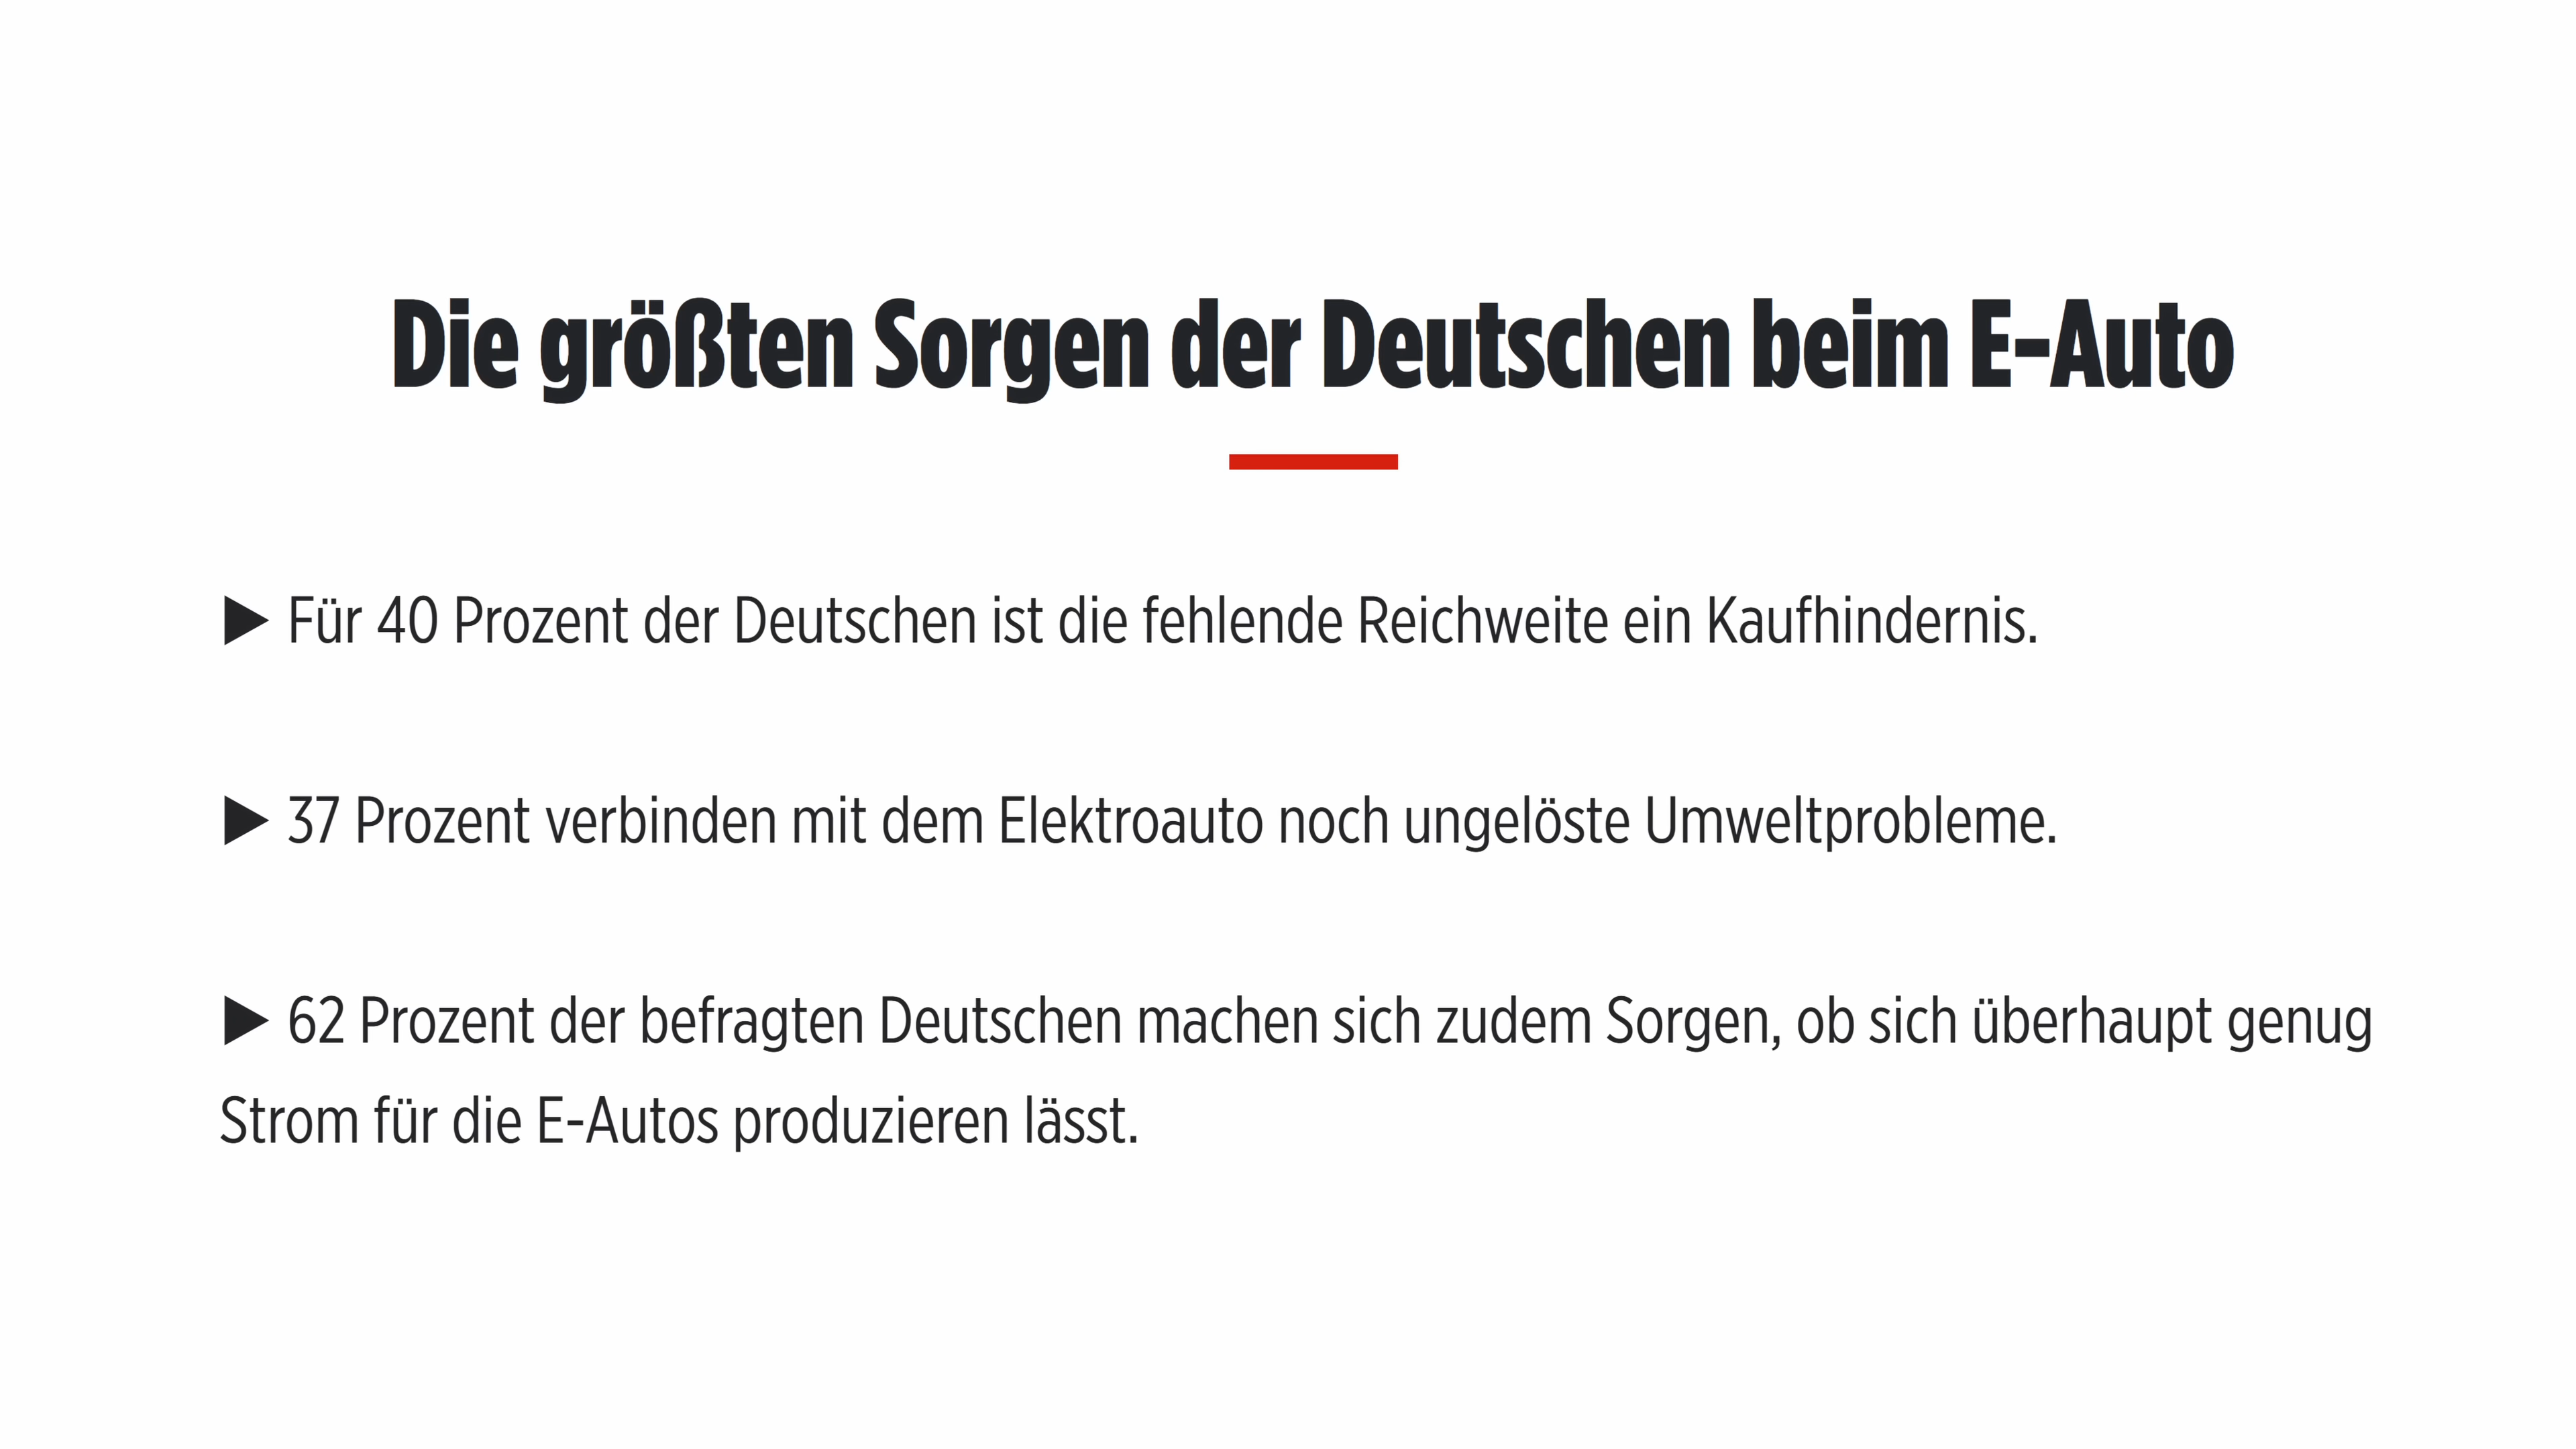 Die größten Sorgen der Deutschen beim E-Auto
▶ Für 40 Prozent der Deutschen ist die fehlende Reichweite ein Kaufhindernis.
▶ 37 Prozent verbinden mit dem Elektroauto noch ungelöste Umweltprobleme.
▶ 62 Prozent der befragten Deutschen machen sich zudem Sorgen, ob sich überhaupt genug
Strom für die E-Autos produzieren lässt.